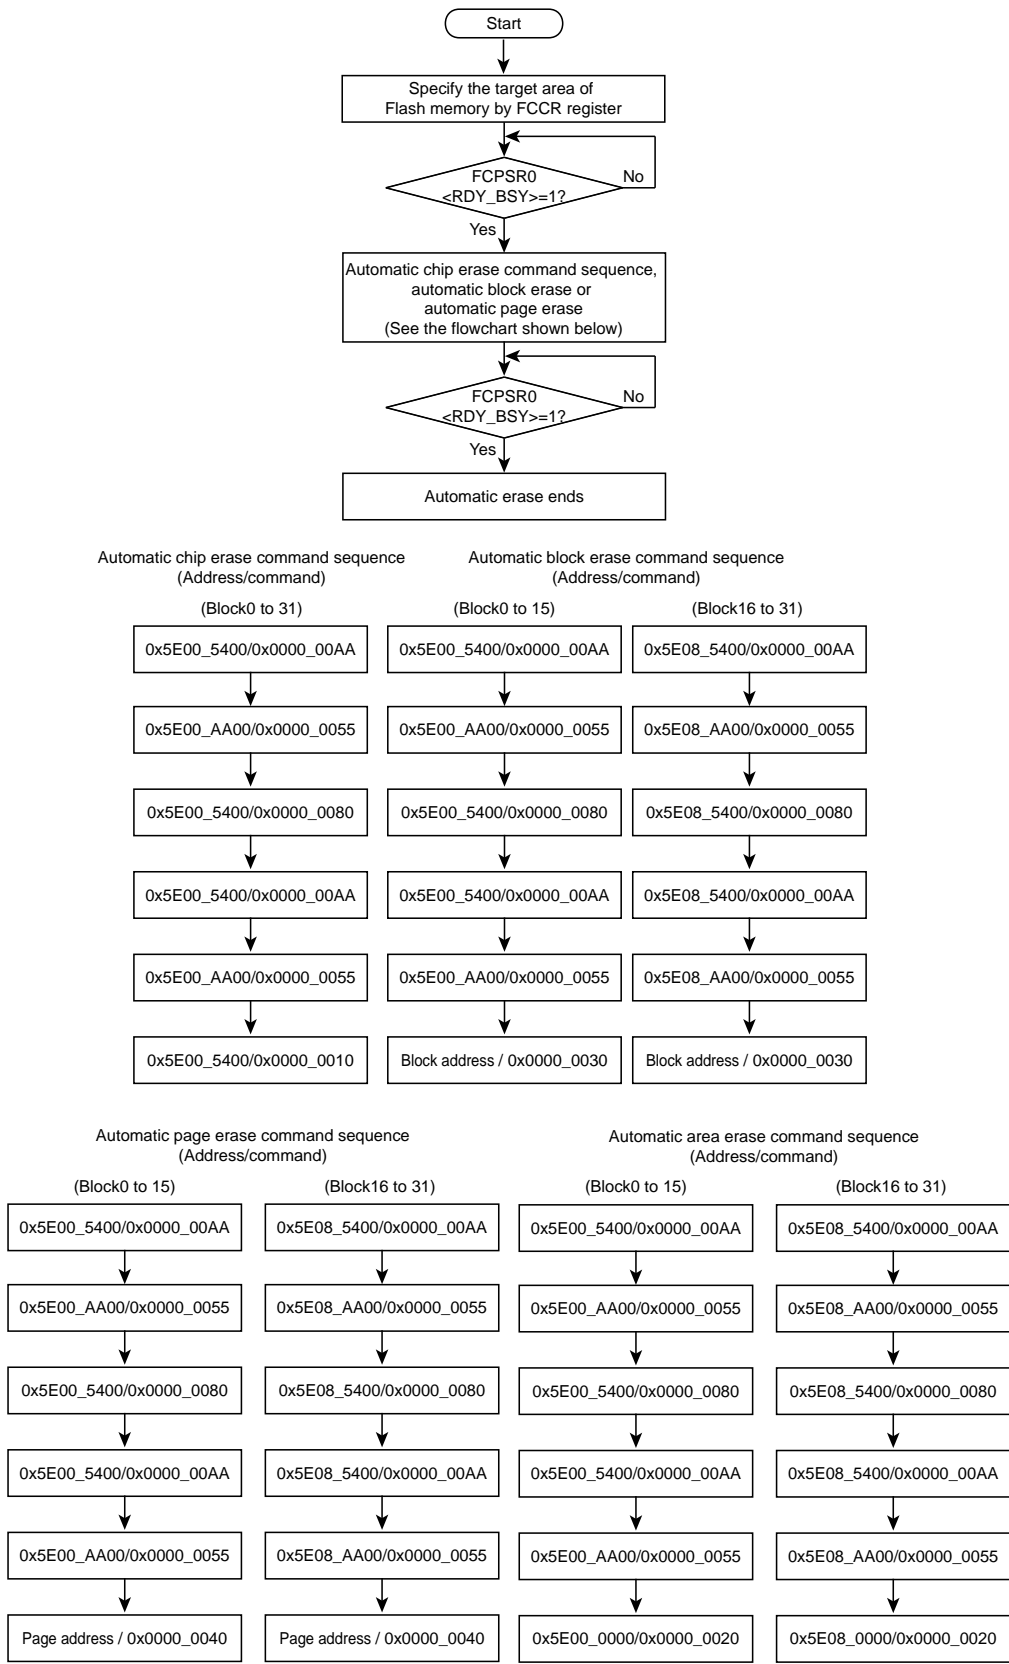 Start
Specify the target area of
Flash memory by FCCR register
FCPSR0
<RDY_BSY>=1?
No
Yes
Automatic chip erase command sequence,
automatic block erase or
automatic page erase
(See the flowchart shown below)
FCPSR0
<RDY_BSY>=1?
No
Yes
Automatic erase ends
Automatic chip erase command sequence
(Address/command)
(Block0 to 31)
0x5E00_5400/0x0000_00AA
0x5E00_AA00/0x0000_0055
0x5E00_5400/0x0000_0080
0x5E00_5400/0x0000_00AA
0x5E00_AA00/0x0000_0055
0x5E00_5400/0x0000_0010
Automatic block erase command sequence
(Address/command)
(Block0 to 15)
0x5E00_5400/0x0000_00AA
0x5E00_AA00/0x0000_0055
0x5E00_5400/0x0000_0080
0x5E00_5400/0x0000_00AA
0x5E00_AA00/0x0000_0055
Block address / 0x0000_0030
(Block16 to 31)
0x5E08_5400/0x0000_00AA
0x5E08_AA00/0x0000_0055
0x5E08_5400/0x0000_0080
0x5E08_5400/0x0000_00AA
0x5E08_AA00/0x0000_0055
Block address / 0x0000_0030
Automatic page erase command sequence
(Address/command)
(Block0 to 15)
0x5E00_5400/0x0000_00AA
0x5E00_AA00/0x0000_0055
0x5E00_5400/0x0000_0080
0x5E00_5400/0x0000_00AA
0x5E00_AA00/0x0000_0055
Page address / 0x0000_0040
(Block16 to 31)
0x5E08_5400/0x0000_00AA
0x5E08_AA00/0x0000_0055
0x5E08_5400/0x0000_0080
0x5E08_5400/0x0000_00AA
0x5E08_AA00/0x0000_0055
Page address / 0x0000_0040
Automatic area erase command sequence
(Address/command)
(Block0 to 15)
0x5E00_5400/0x0000_00AA
0x5E00_AA00/0x0000_0055
0x5E00_5400/0x0000_0080
0x5E00_5400/0x0000_00AA
0x5E00_AA00/0x0000_0055
0x5E00_0000/0x0000_0020
(Block16 to 31)
0x5E08_5400/0x0000_00AA
0x5E08_AA00/0x0000_0055
0x5E08_5400/0x0000_0080
0x5E08_5400/0x0000_00AA
0x5E08_AA00/0x0000_0055
0x5E08_0000/0x0000_0020